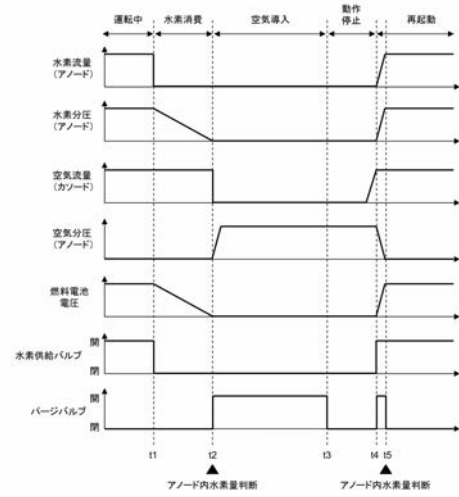 運転中
水素消費
空気導入
動作
停止
再起動
水素流量
(アノード)
水素分圧
(アノード)
空気流量
(カソード)
空気分圧
(アノード)
燃料電池
電圧
水素供給バルブ
開
閉
パージバルブ
開
閉
t1
t2
t3
t4
t5
アノード内水素量判断
アノード内水素量判断